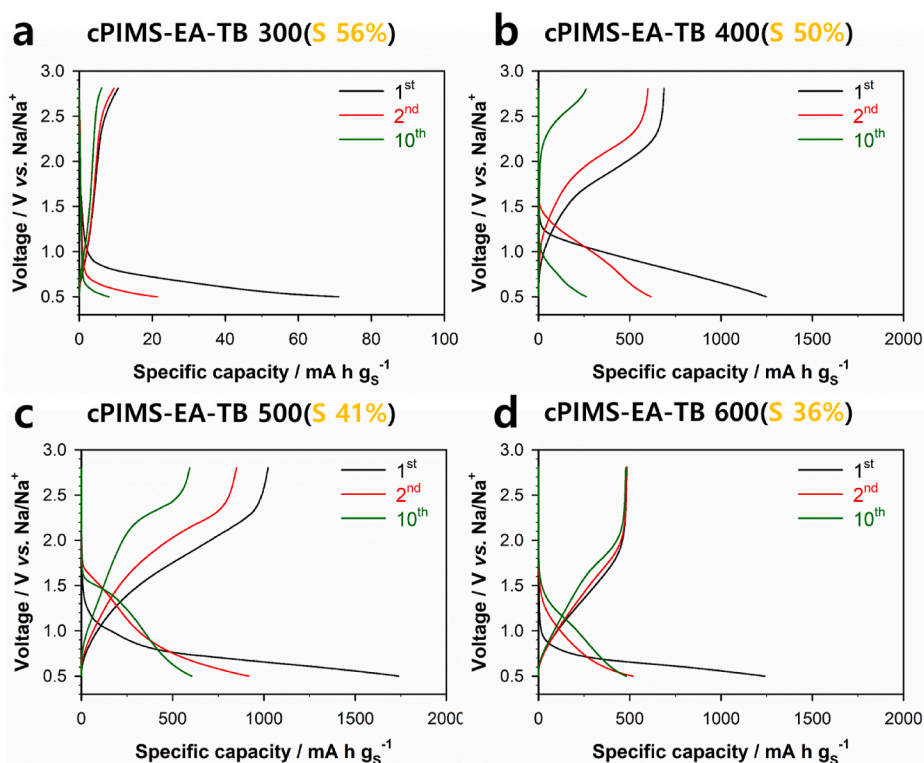 a cPIMS-EA-TB 300(S 56%)
3.0
2.5
2.0
1.5
1.0
0.5
Voltage / V vs. Na/Na⁺
1ˢᵗ
2ⁿᵈ
10ᵗʰ
0 20 40 60 80 100
Specific capacity / mA h gₛ⁻¹
b cPIMS-EA-TB 400(S 50%)
3.0
2.5
2.0
1.5
1.0
0.5
Voltage / V vs. Na/Na⁺
1ˢᵗ
2ⁿᵈ
10ᵗʰ
0 500 1000 1500 2000
Specific capacity / mA h gₛ⁻¹
c cPIMS-EA-TB 500(S 41%)
3.0
2.5
2.0
1.5
1.0
0.5
Voltage / V vs. Na/Na⁺
1ˢᵗ
2ⁿᵈ
10ᵗʰ
0 500 1000 1500 2000
Specific capacity / mA h gₛ⁻¹
d cPIMS-EA-TB 600(S 36%)
3.0
2.5
2.0
1.5
1.0
0.5
Voltage / V vs. Na/Na⁺
1ˢᵗ
2ⁿᵈ
10ᵗʰ
0 500 1000 1500 2000
Specific capacity / mA h gₛ⁻¹